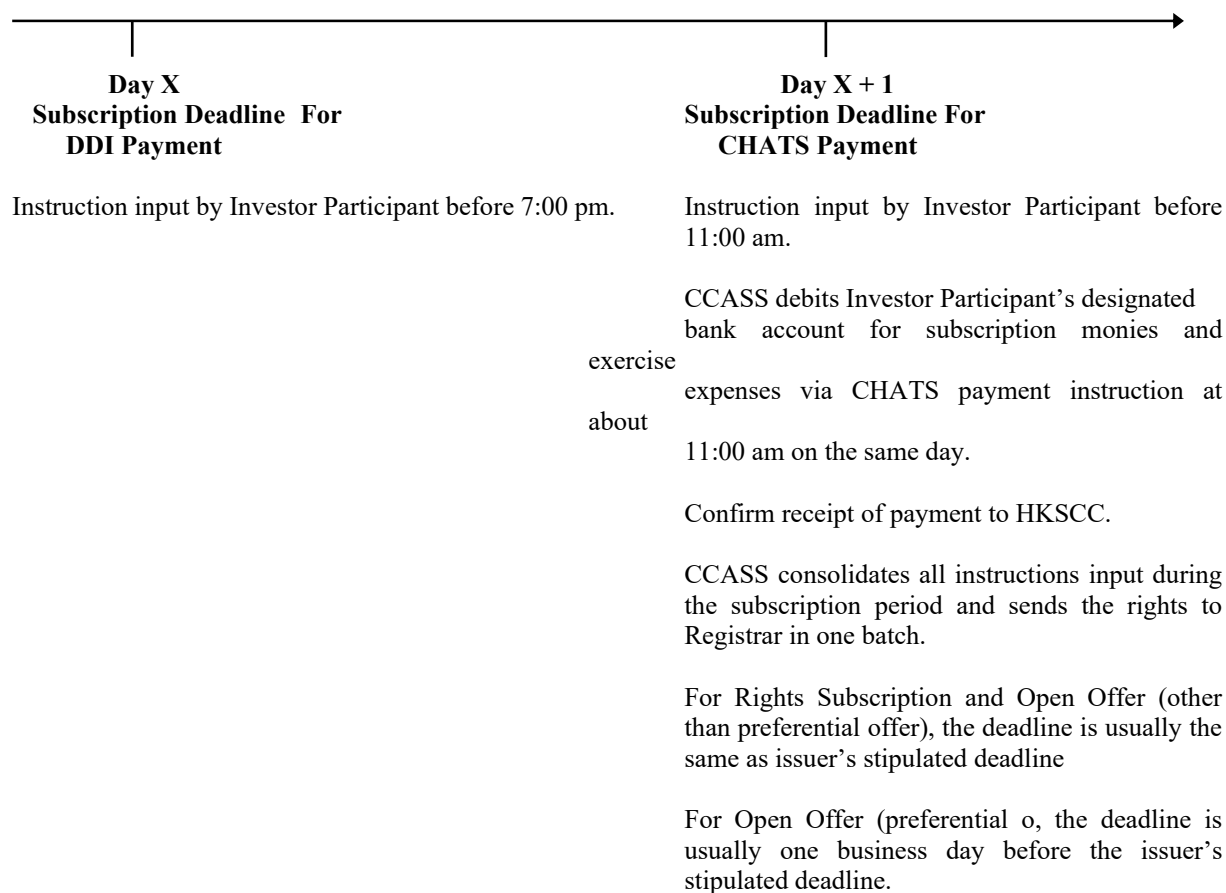 Day X
Subscription Deadline For
DDI Payment
Instruction input by Investor Participant before 7:00 pm.
Day X + 1
Subscription Deadline For
CHATS Payment
Instruction input by Investor Participant before
11:00 am.
CCASS debits Investor Participant’s designated
bank account for subscription monies and
exercise
expenses via CHATS payment instruction at
about
11:00 am on the same day.
Confirm receipt of payment to HKSCC.
CCASS consolidates all instructions input during
the subscription period and sends the rights to
Registrar in one batch.
For Rights Subscription and Open Offer (other
than preferential offer), the deadline is usually the
same as issuer’s stipulated deadline
For Open Offer (preferential o, the deadline is
usually one business day before the issuer’s
stipulated deadline.